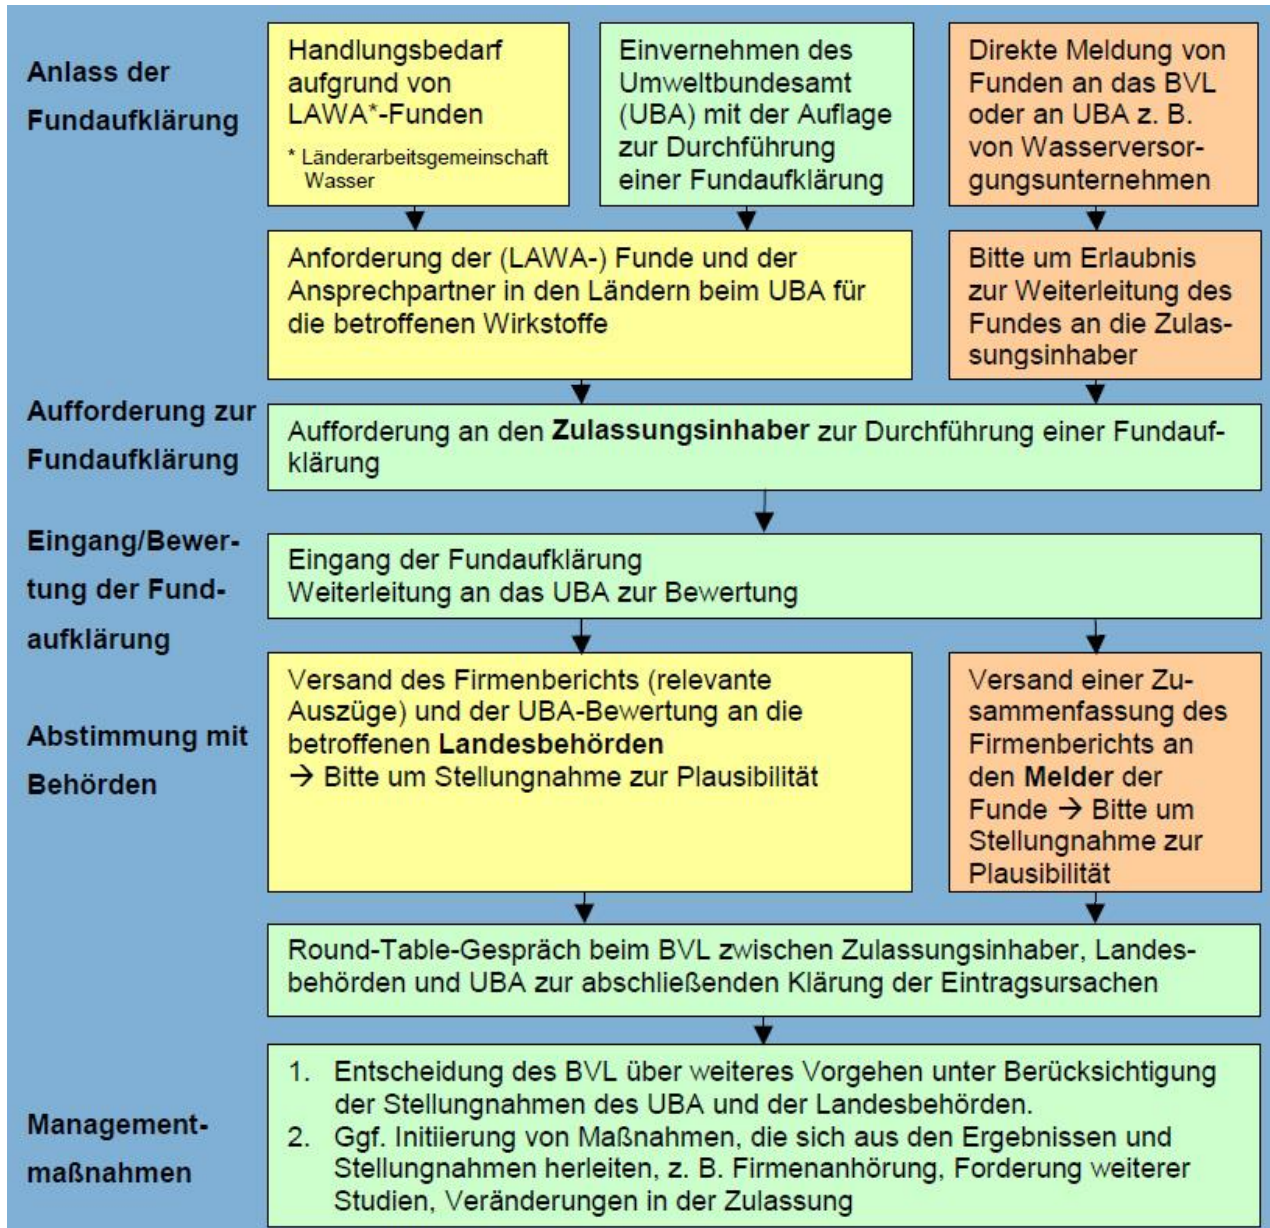 Anlass der
Fundaufklärung
Handlungsbedarf
aufgrund von
LAWA*-Funden
* Länderarbeitsgemeinschaft
Wasser
Einvernehmen des
Umweltbundesamt
(UBA) mit der Auflage
zur Durchführung
einer Fundaufklärung
Direkte Meldung von
Funden an das BVL
oder an UBA z. B.
von Wasserversor-
gungsunternehmen
Anforderung der (LAWA-) Funde und der
Ansprechpartner in den Ländern beim UBA für
die betroffenen Wirkstoffe
Bitte um Erlaubnis
zur Weiterleitung des
Fundes an die Zulas-
sungsinhaber
Aufforderung zur
Fundaufklärung
Aufforderung an den Zulassungsinhaber zur Durchführung einer Fundauf-
klärung
Eingang/Bewer-
tung der Fund-
aufklärung
Eingang der Fundaufklärung
Weiterleitung an das UBA zur Bewertung
Abstimmung mit
Behörden
Versand des Firmenberichts (relevante
Auszüge) und der UBA-Bewertung an die
betroffenen Landesbehörden
→ Bitte um Stellungnahme zur Plausibilität
Versand einer Zu-
sammenfassung des
Firmenberichts an
den Melder der
Funde → Bitte um
Stellungnahme zur
Plausibilität
Round-Table-Gespräch beim BVL zwischen Zulassungsinhaber, Landes-
behörden und UBA zur abschließenden Klärung der Eintragsursachen
Management-
maßnahmen
1. Entscheidung des BVL über weiteres Vorgehen unter Berücksichtigung
der Stellungnahmen des UBA und der Landesbehörden.
2. Ggf. Initiierung von Maßnahmen, die sich aus den Ergebnissen und
Stellungnahmen herleiten, z. B. Firmenanhörung, Forderung weiterer
Studien, Veränderungen in der Zulassung